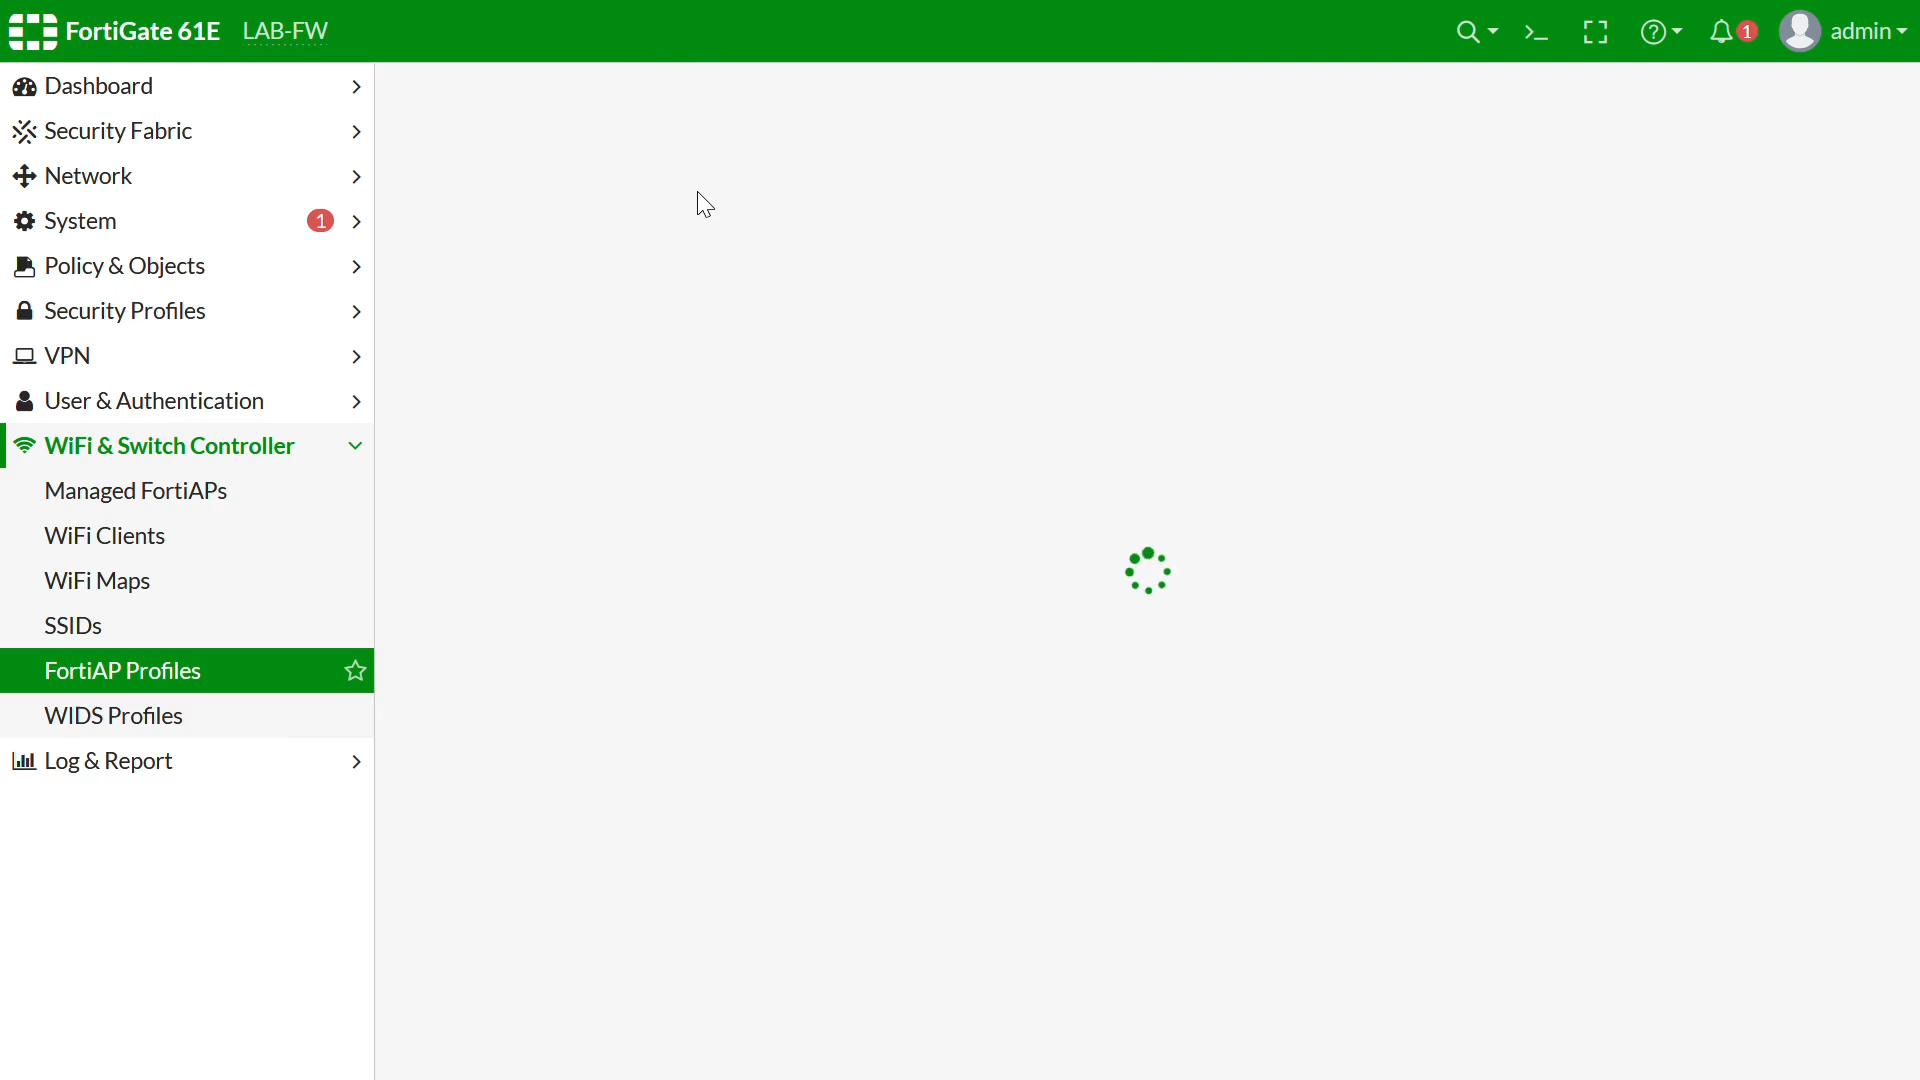 FortiGate 61E LAB-FW
1 admin
Dashboard
Security Fabric
Network
System 1
Policy & Objects
Security Profiles
VPN
User & Authentication
WiFi & Switch Controller
Managed FortiAPs
WiFi Clients
WiFi Maps
SSIDs
FortiAP Profiles
WIDS Profiles
Log & Report